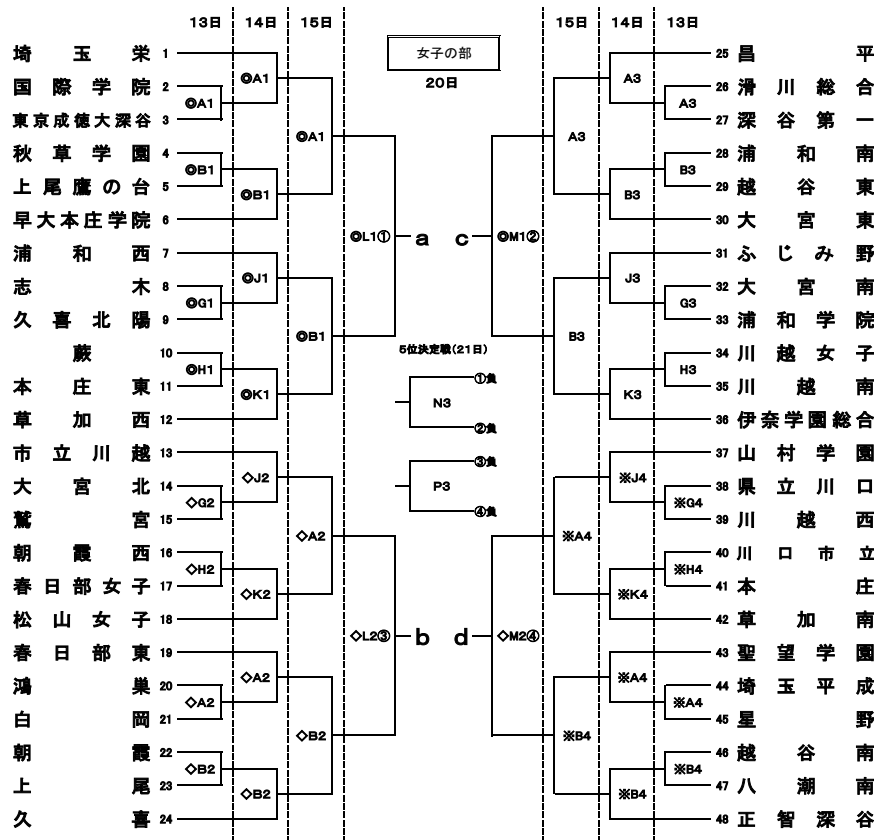 13日 14日 15日
15日 14日 13日
女子の部
20日
埼玉栄 1
国際学院 2
東京成徳大深谷 3
秋草学園 4
上尾鷹の台 5
早大本庄学院 6
浦和西 7
志木 8
久喜北陽 9
蕨 10
本庄東 11
草加西 12
市立川越 13
大宮北 14
鷲宮 15
朝霞西 16
春日部女子 17
松山女子 18
春日部東 19
鴻巣 20
白岡 21
朝霞 22
上尾 23
久喜 24
◎A1
◎B1
◎G1
◎H1
◇G2
◇H2
◇A2
◇B2
◎A1
◎B1
◎J1
◎K1
◇J2
◇K2
◇A2
◇B2
◎A1
◎B1
◇A2
◇B2
◎L1①
◇L2③
a c
b d
5位決定戦(21日)
①負
N3
②負
③負
P3
④負
◎M1②
◇M2④
A3
B3
※A4
※B4
A3
B3
J3
K3
※J4
※K4
※A4
※B4
A3
B3
G3
H3
※G4
※H4
※A4
※B4
25 昌平
26 滑川総合
27 深谷第一
28 浦和南
29 越谷東
30 大宮東
31 ふじみ野
32 大宮南
33 浦和学院
34 川越女子
35 川越南
36 伊奈学園総合
37 山村学園
38 県立川口
39 川越西
40 川口市立
41 本庄
42 草加南
43 聖望学園
44 埼玉平成
45 星野
46 越谷南
47 八潮南
48 正智深谷